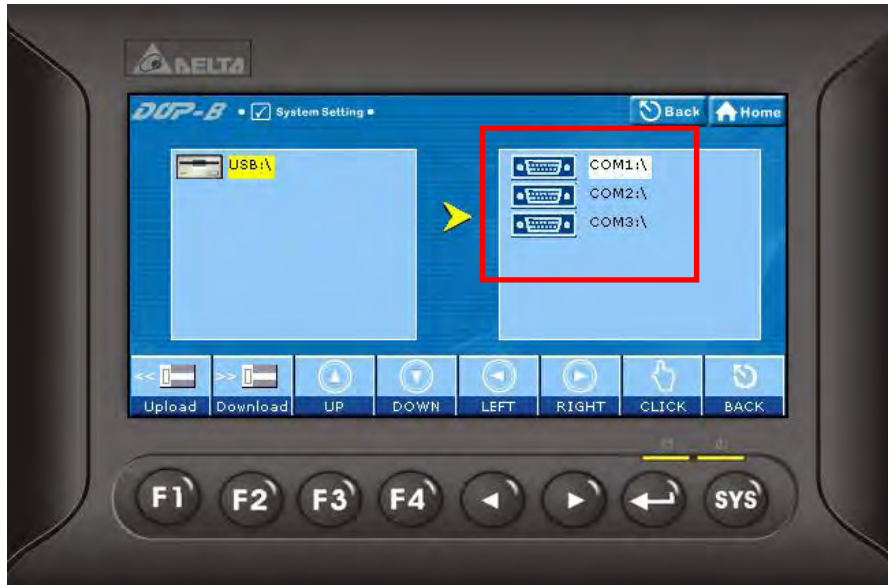 DELTA
DOP-B
System Setting
Back
Home
USB:\
COM1:\
COM2:\
COM3:\
<<
>>
Upload
Download
UP
DOWN
LEFT
RIGHT
CLICK
BACK
F1
F2
F3
F4
SYS